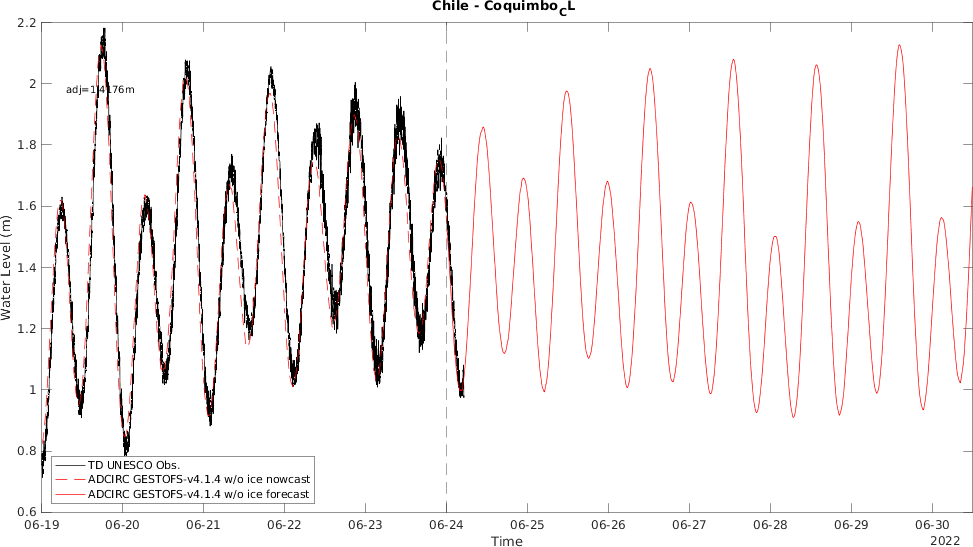 Chile - Coquimbo_CL
2.2
2
1.8
1.6
1.4
1.2
1
0.8
0.6
Water Level (m)
adj=1.4176m
TD UNESCO Obs.
ADCIRC GESTOFS-v4.1.4 w/o ice nowcast
ADCIRC GESTOFS-v4.1.4 w/o ice forecast
06-19 06-20 06-21 06-22 06-23 06-24 06-25 06-26 06-27 06-28 06-29 06-30
Time
2022